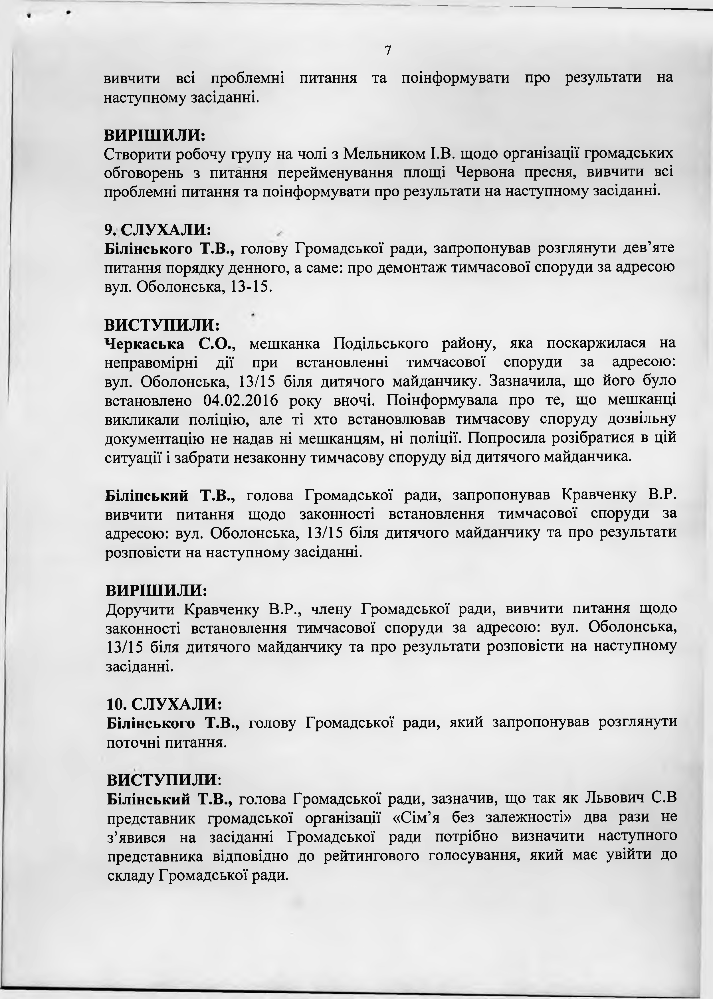 7
вивчити всі проблемні питання та поінформувати про результати на
наступному засіданні.
ВИРІШИЛИ:
Створити робочу групу на чолі з Мельником І.В. щодо організації громадських
обговорень з питання перейменування площі Червона пресня, вивчити всі
проблемні питання та поінформувати про результати на наступному засіданні.
9. СЛУХАЛИ:
Білінського Т.В., голову Громадської ради, запропонував розглянути дев’яте
питання порядку денного, а саме: про демонтаж тимчасової споруди за адресою
вул. Оболонська, 13-15.
ВИСТУПИЛИ:
Черкаська С.О., мешканка Подільського району, яка поскаржилася на
неправомірні дії при встановленні тимчасової споруди за адресою:
вул. Оболонська, 13/15 біля дитячого майданчику. Зазначила, що його було
встановлено 04.02.2016 року вночі. Поінформувала про те, що мешканці
викликали поліцію, але ті хто встановлював тимчасову споруду дозвільну
документацію не надав ні мешканцям, ні поліції. Попросила розібратися в цій
ситуації і забрати незаконну тимчасову споруду від дитячого майданчика.
Білінський Т.В., голова Громадської ради, запропонував Кравченку В.Р.
вивчити питання щодо законності встановлення тимчасової споруди за
адресою: вул. Оболонська, 13/15 біля дитячого майданчику та про результати
розповісти на наступному засіданні.
ВИРІШИЛИ:
Доручити Кравченку В.Р., члену Громадської ради, вивчити питання щодо
законності встановлення тимчасової споруди за адресою: вул. Оболонська,
13/15 біля дитячого майданчику та про результати розповісти на наступному
засіданні.
10. СЛУХАЛИ:
Білінського Т.В., голову Громадської ради, який запропонував розглянути
поточні питання.
ВИСТУПИЛИ:
Білінський Т.В., голова Громадської ради, зазначив, що так як Львович С.В
представник громадської організації «Сім’я без залежності» два рази не
з’явився на засіданні Громадської ради потрібно визначити наступного
представника відповідно до рейтингового голосування, який має увійти до
складу Громадської ради.